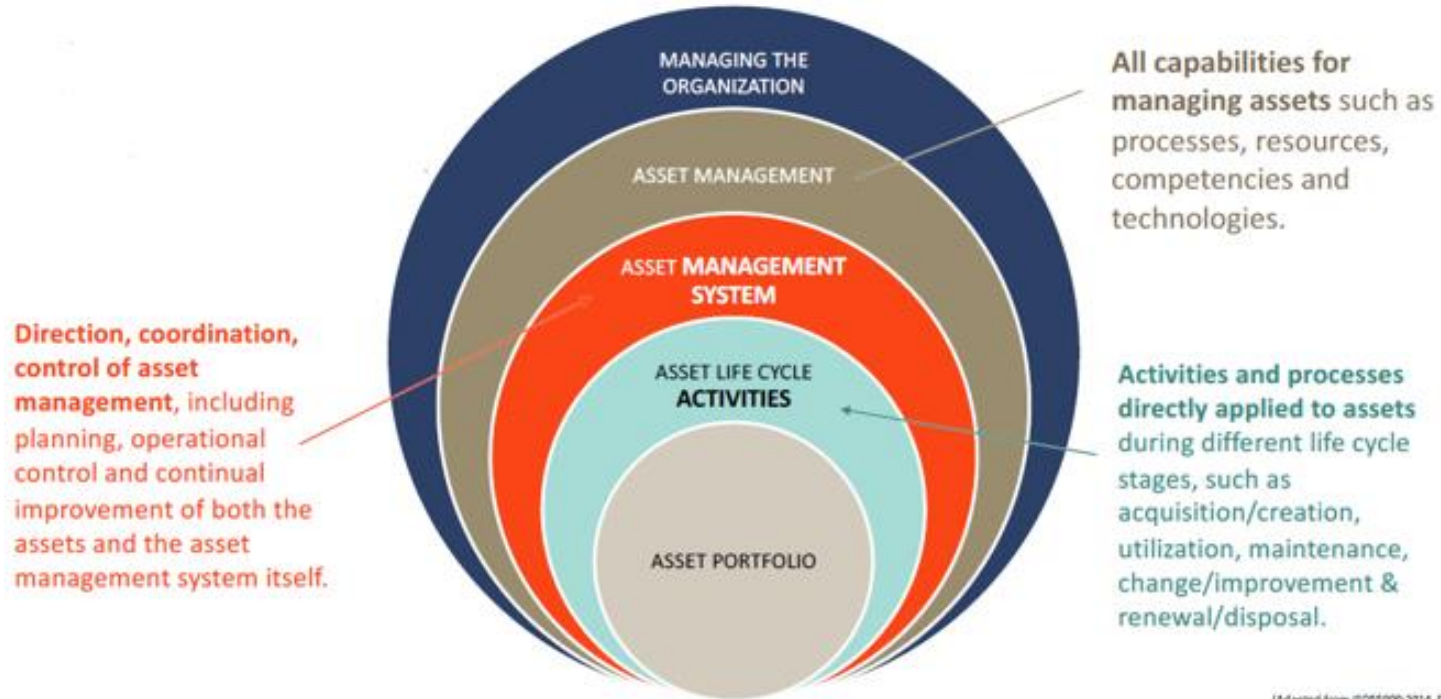 MANAGING THE
ORGANIZATION
ASSET MANAGEMENT
ASSET MANAGEMENT
SYSTEM
ASSET LIFE CYCLE
ACTIVITIES
ASSET PORTFOLIO
All capabilities for
managing assets such as
processes, resources,
competencies and
technologies.
Direction, coordination,
control of asset
management, including
planning, operational
control and continual
improvement of both the
assets and the asset
management system itself.
Activities and processes
directly applied to assets
during different life cycle
stages, such as
acquisition/creation,
utilization, maintenance,
change/improvement &
renewal/disposal.